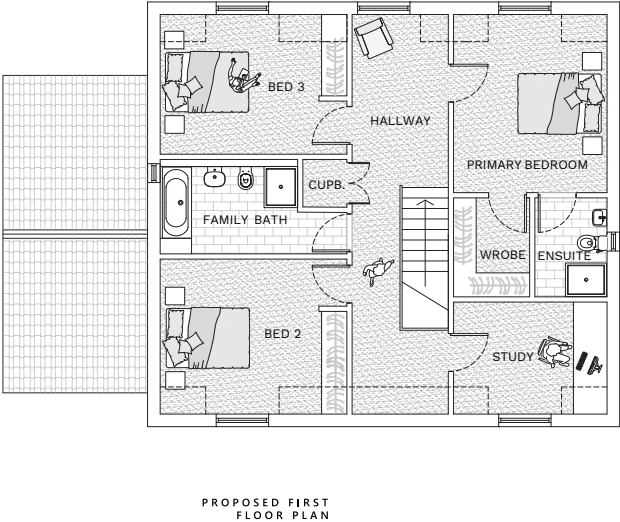 BED 3
HALLWAY
PRIMARY BEDROOM
CUPB.
FAMILY BATH
WROBE
ENSUITE
BED 2
STUDY
PROPOSED FIRST
FLOOR PLAN